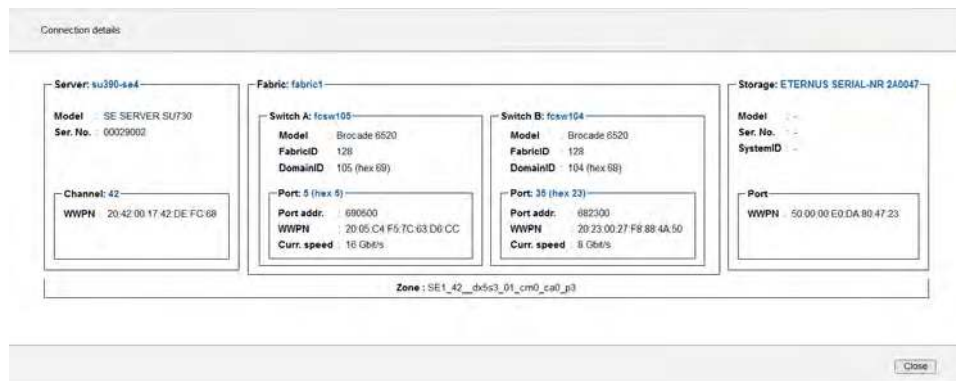 Connection details
Server: su390-se4
Model : SE SERVER SU730
Ser. No. : 00029002
Channel: 42
WWPN : 20:42:00:17:42:DE:FC:68
Fabric: fabric1
Switch A: fcsw105
Model : Brocade 6520
FabricID : 128
DomainID : 105 (hex 69)
Port: 5 (hex 5)
Port addr. : 690500
WWPN : 20:05:C4:F5:7C:63:D6:CC
Curr. speed : 16 Gbit/s
Switch B: fcsw104
Model : Brocade 6520
FabricID : 128
DomainID : 104 (hex 68)
Port: 35 (hex 23)
Port addr. : 682300
WWPN : 20:23:00:27:F8:88:4A:50
Curr. speed : 8 Gbit/s
Storage: ETERNUS SERIAL-NR 2A0047
Model : -
Ser. No. : -
SystemID : -
Port
WWPN : 50:00:00:E0:DA:80:47:23
Zone : SE1_42__dx5s3_01_cm0_ca0_p3
Close